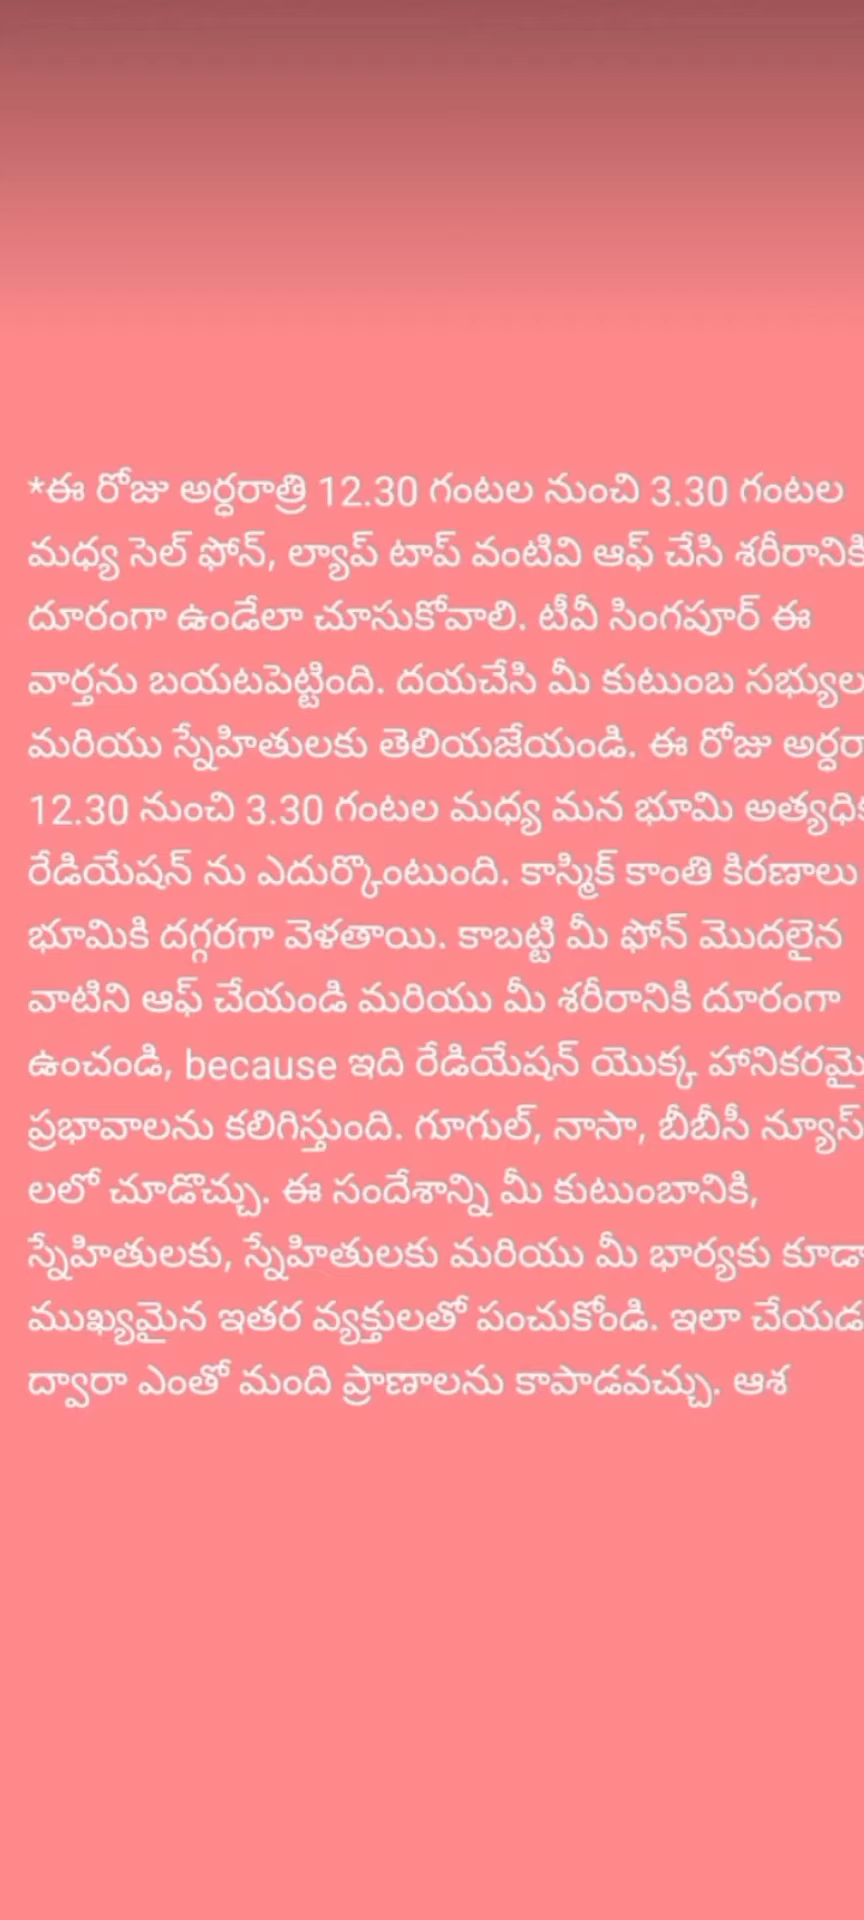 *ఈ రోజు అర్ధరాత్రి 12.30 గంటల నుంచి 3.30 గంటల
మధ్య సెల్ ఫోన్, ల్యాప్ టాప్ వంటివి ఆఫ్ చేసి శరీరానికి
దూరంగా ఉండేలా చూసుకోవాలి. టీవీ సింగపూర్ ఈ
వార్తను బయటపెట్టింది. దయచేసి మీ కుటుంబ సభ్యుల
మరియు స్నేహితులకు తెలియజేయండి. ఈ రోజు అర్ధరా
12.30 నుంచి 3.30 గంటల మధ్య మన భూమి అత్యధిక
రేడియేషన్ ను ఎదుర్కొంటుంది. కాస్మిక్ కాంతి కిరణాలు
భూమికి దగ్గరగా వెళతాయి. కాబట్టి మీ ఫోన్ మొదలైన
వాటిని ఆఫ్ చేయండి మరియు మీ శరీరానికి దూరంగా
ఉంచండి, because ఇది రేడియేషన్ యొక్క హానికరమై
ప్రభావాలను కలిగిస్తుంది. గూగుల్, నాసా, బీబీసీ న్యూస్
లలో చూడొచ్చు. ఈ సందేశాన్ని మీ కుటుంబానికి,
స్నేహితులకు, స్నేహితులకు మరియు మీ భార్యకు కూడా
ముఖ్యమైన ఇతర వ్యక్తులతో పంచుకోండి. ఇలా చేయడ
ద్వారా ఎంతో మంది ప్రాణాలను కాపాడవచ్చు. ఆశ